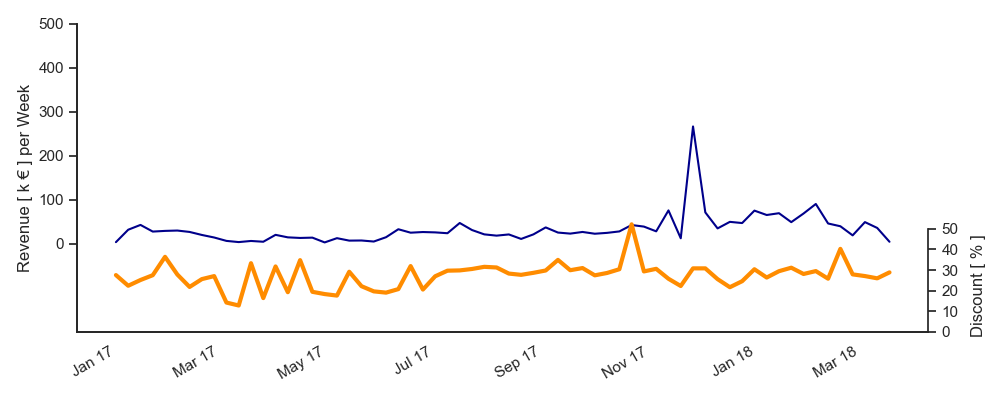 500
400
300
200
100
0
Revenue [ k € ] per Week
50
40
30
20
10
0
Discount [ % ]
Jan 17
Mar 17
May 17
Jul 17
Sep 17
Nov 17
Jan 18
Mar 18